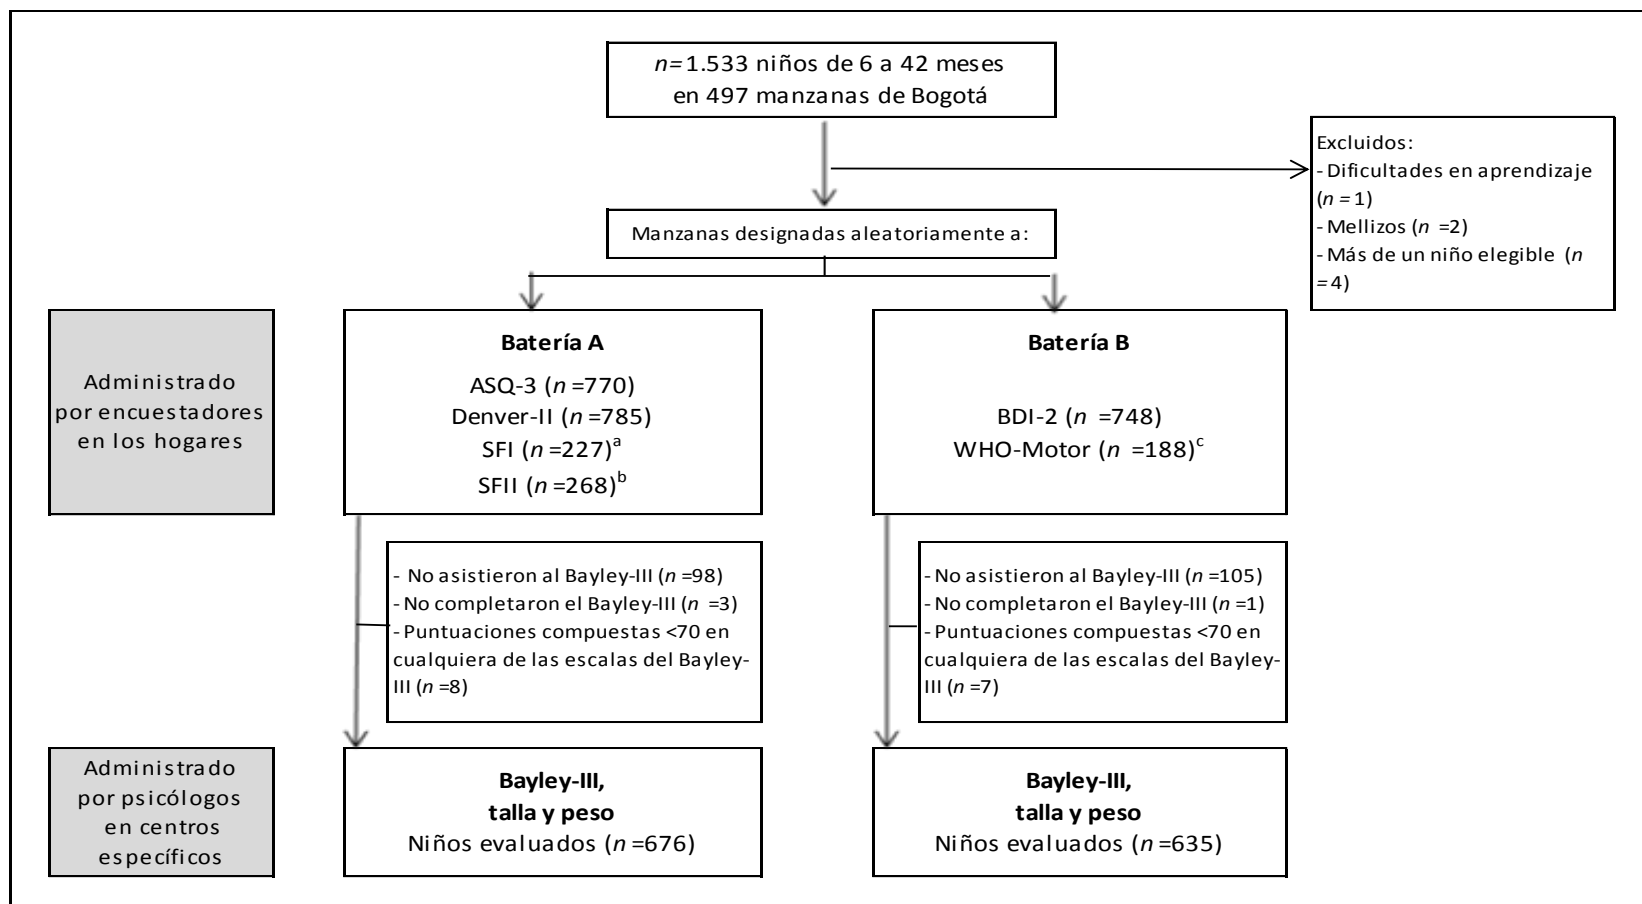 n=1.533 niños de 6 a 42 meses
en 497 manzanas de Bogotá
Excluidos:
- Dificultades en aprendizaje
(n =1)
- Mellizos (n =2)
- Más de un niño elegible (n
=4)
Manzanas designadas aleatoriamente a:
Administrado
por encuestadores
en los hogares
Batería A
ASQ-3 (n =770)
Denver-II (n =785)
SFI (n =227)a
SFII (n =268)b
Batería B
BDI-2 (n =748)
WHO-Motor (n =188)c
- No asistieron al Bayley-III (n =98)
- No completaron el Bayley-III (n =3)
- Puntuaciones compuestas <70 en
cualquiera de las escalas del Bayley-
III (n =8)
- No asistieron al Bayley-III (n =105)
- No completaron el Bayley-III (n =1)
- Puntuaciones compuestas <70 en
cualquiera de las escalas del Bayley-
III (n =7)
Administrado
por psicólogos
en centros
específicos
Bayley-III,
talla y peso
Niños evaluados (n =676)
Bayley-III,
talla y peso
Niños evaluados (n =635)